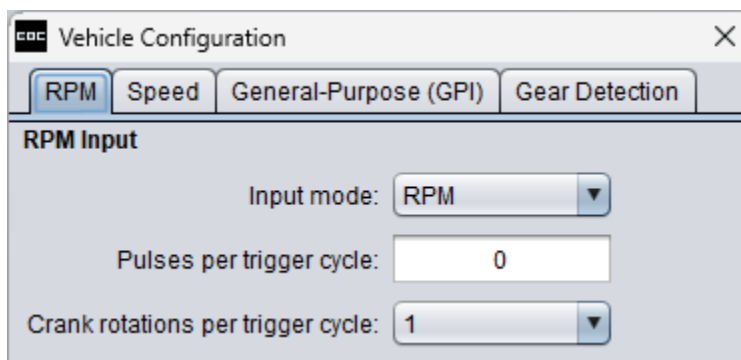 CDC Vehicle Configuration
RPM Speed General-Purpose (GPI) Gear Detection
RPM Input
Input mode: RPM
Pulses per trigger cycle: 0
Crank rotations per trigger cycle: 1